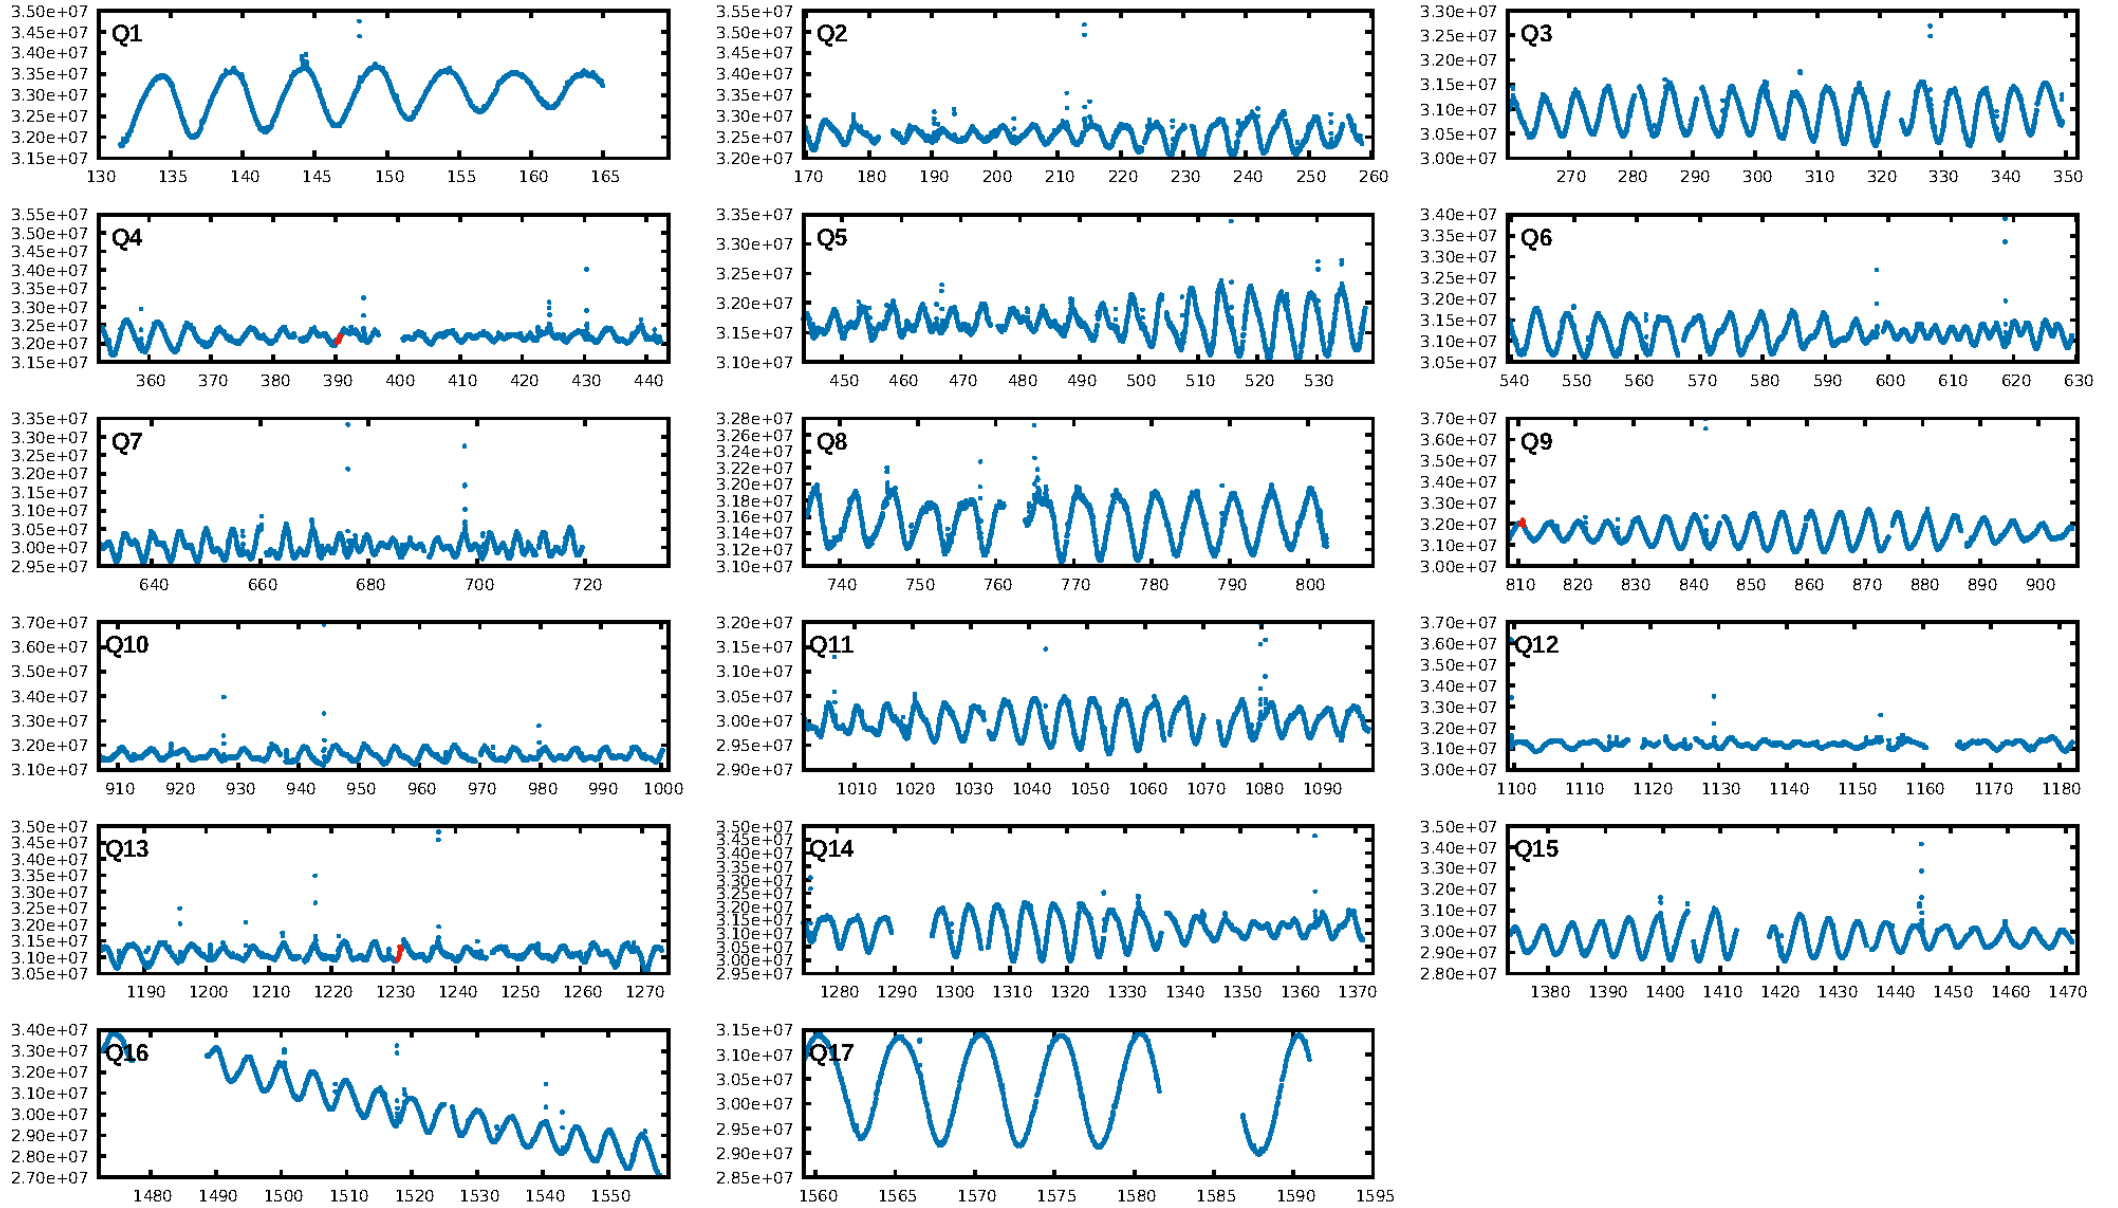 3.50e+07
3.45e+07
3.40e+07
3.35e+07
3.30e+07
3.25e+07
3.20e+07
3.15e+07
Q1
130 135 140 145 150 155 160 165
3.55e+07
3.50e+07
3.45e+07
3.40e+07
3.35e+07
3.30e+07
3.25e+07
3.20e+07
Q2
170 180 190 200 210 220 230 240 250 260
3.30e+07
3.25e+07
3.20e+07
3.15e+07
3.10e+07
3.05e+07
3.00e+07
Q3
270 280 290 300 310 320 330 340 350
3.55e+07
3.50e+07
3.45e+07
3.40e+07
3.35e+07
3.30e+07
3.25e+07
3.20e+07
3.15e+07
Q4
360 370 380 390 400 410 420 430 440
3.35e+07
3.30e+07
3.25e+07
3.20e+07
3.15e+07
3.10e+07
Q5
450 460 470 480 490 500 510 520 530
3.40e+07
3.35e+07
3.30e+07
3.25e+07
3.20e+07
3.15e+07
3.10e+07
3.05e+07
Q6
540 550 560 570 580 590 600 610 620 630
3.35e+07
3.30e+07
3.25e+07
3.20e+07
3.15e+07
3.10e+07
3.05e+07
3.00e+07
2.95e+07
Q7
640 660 680 700 720
3.28e+07
3.26e+07
3.24e+07
3.22e+07
3.20e+07
3.18e+07
3.16e+07
3.14e+07
3.12e+07
3.10e+07
Q8
740 750 760 770 780 790 800
3.70e+07
3.60e+07
3.50e+07
3.40e+07
3.30e+07
3.20e+07
3.10e+07
3.00e+07
Q9
810 820 830 840 850 860 870 880 890 900
3.70e+07
3.60e+07
3.50e+07
3.40e+07
3.30e+07
3.20e+07
3.10e+07
Q10
910 920 930 940 950 960 970 980 990 1000
3.20e+07
3.15e+07
3.10e+07
3.05e+07
3.00e+07
2.95e+07
2.90e+07
Q11
1010 1020 1030 1040 1050 1060 1070 1080 1090
3.70e+07
3.60e+07
3.50e+07
3.40e+07
3.30e+07
3.20e+07
3.10e+07
3.00e+07
Q12
1100 1110 1120 1130 1140 1150 1160 1170 1180
3.50e+07
3.45e+07
3.40e+07
3.35e+07
3.30e+07
3.25e+07
3.20e+07
3.15e+07
3.10e+07
3.05e+07
Q13
1190 1200 1210 1220 1230 1240 1250 1260 1270
3.50e+07
3.45e+07
3.40e+07
3.35e+07
3.30e+07
3.25e+07
3.20e+07
3.15e+07
3.10e+07
3.05e+07
3.00e+07
2.95e+07
Q14
1280 1290 1300 1310 1320 1330 1340 1350 1360 1370
3.50e+07
3.40e+07
3.30e+07
3.20e+07
3.10e+07
3.00e+07
2.90e+07
2.80e+07
Q15
1380 1390 1400 1410 1420 1430 1440 1450 1460 1470
3.40e+07
3.30e+07
3.20e+07
3.10e+07
3.00e+07
2.90e+07
2.80e+07
2.70e+07
Q16
1480 1490 1500 1510 1520 1530 1540 1550
3.15e+07
3.10e+07
3.05e+07
3.00e+07
2.95e+07
2.90e+07
2.85e+07
Q17
1560 1565 1570 1575 1580 1585 1590 1595